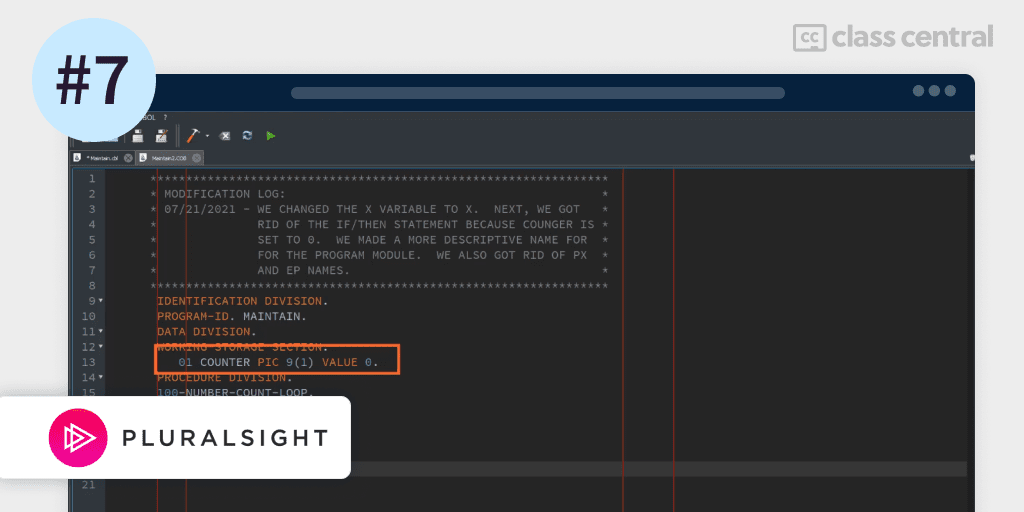 #7
class central
BOL ?
*Maintain.cbl
Maintain2.COB
1 ******************************************************************
2 * MODIFICATION LOG: *
3 * 07/21/2021 - WE CHANGED THE X VARIABLE TO X. NEXT, WE GOT *
4 * RID OF THE IF/THEN STATEMENT BECAUSE COUNGER IS *
5 * SET TO 0. WE MADE A MORE DESCRIPTIVE NAME FOR *
6 * FOR THE PROGRAM MODULE. WE ALSO GOT RID OF PX *
7 * AND EP NAMES. *
8 ******************************************************************
9 IDENTIFICATION DIVISION.
10 PROGRAM-ID. MAINTAIN.
11 DATA DIVISION.
12 WORKING-STORAGE SECTION.
13 01 COUNTER PIC 9(1) VALUE 0.
14 PROCEDURE DIVISION.
15 100-NUMBER-COUNT-LOOP.
PLURALSIGHT
21